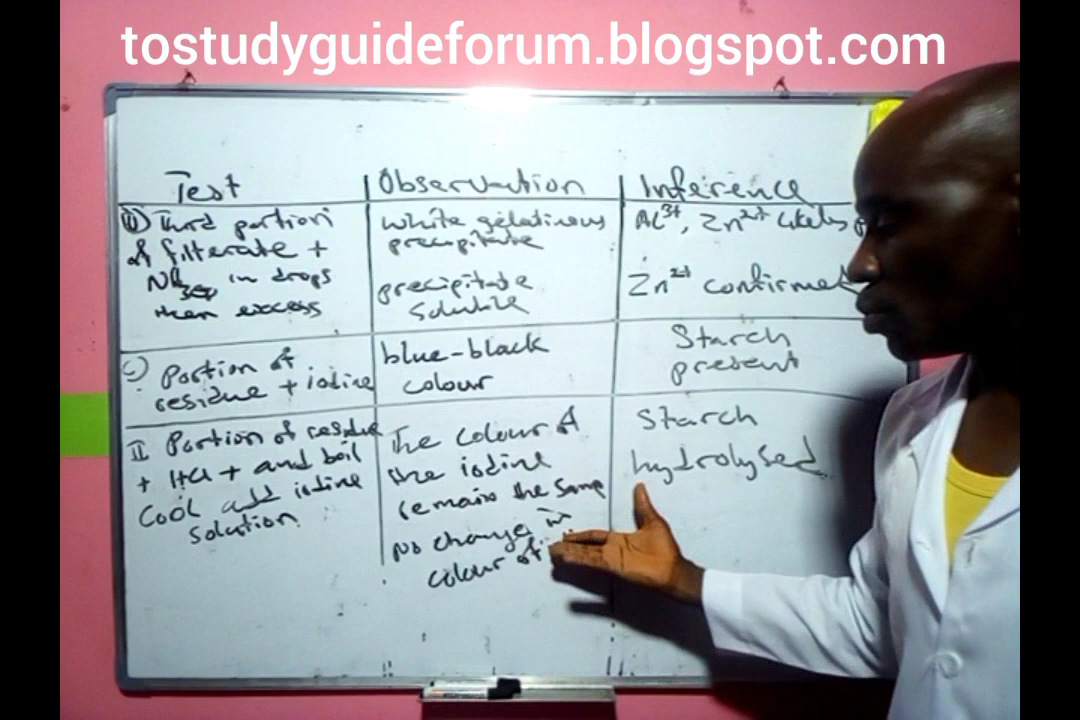 tostudyguideforum.blogspot.com
Test
Observation
Inference
Third portion
of filterate +
in drops
then excess
White gelatinous
precipitate
precipitate
Soluble
Al3+, Zn2+ likely
Zn2+ confirmed
C) Portion of
residue + iodine
blue-black
colour
Starch
present
II Portion of residue
+ HCl + and boil
Cool add iodine
Solution
The colour of
the iodine
remain the same
No change in
colour of
Starch
hydrolysed